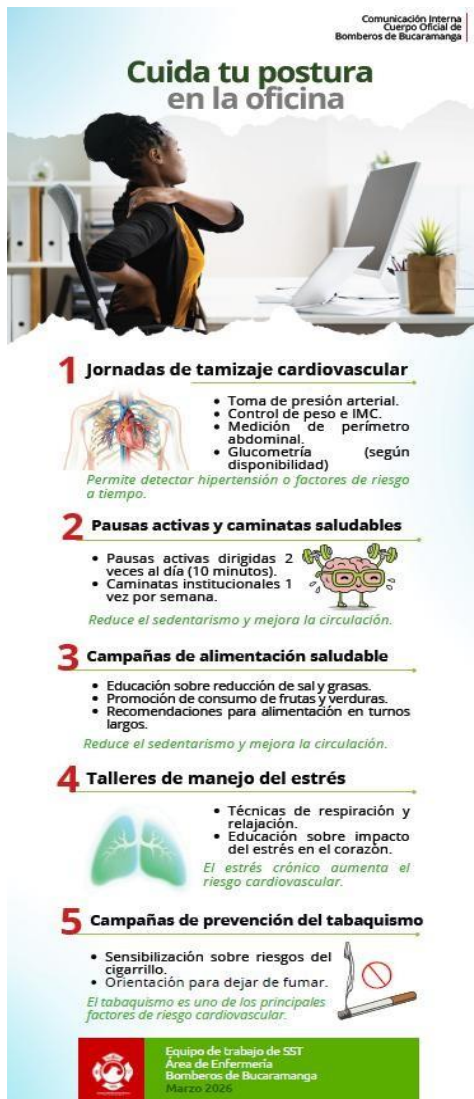 Comunicación Interna
Cuerpo Oficial de
Bomberos de Bucaramanga
Cuida tu postura
en la oficina
1 Jornadas de tamizaje cardiovascular
• Toma de presión arterial.
• Control de peso e IMC.
• Medición de perímetro
abdominal.
• Glucometría (según
disponibilidad)
Permite detectar hipertensión o factores de riesgo
a tiempo.
2 Pausas activas y caminatas saludables
• Pausas activas dirigidas 2
veces al día (10 minutos).
• Caminatas institucionales 1
vez por semana.
Reduce el sedentarismo y mejora la circulación.
3 Campañas de alimentación saludable
• Educación sobre reducción de sal y grasas.
• Promoción de consumo de frutas y verduras.
• Recomendaciones para alimentación en turnos
largos.
Reduce el sedentarismo y mejora la circulación.
4 Talleres de manejo del estrés
• Técnicas de respiración y
relajación.
• Educación sobre impacto
del estrés en el corazón.
El estrés crónico aumenta el
riesgo cardiovascular.
5 Campañas de prevención del tabaquismo
• Sensibilización sobre riesgos del
cigarrillo.
• Orientación para dejar de fumar.
El tabaquismo es uno de los principales
factores de riesgo cardiovascular.
Equipo de trabajo de SST
Área de Enfermería
Bomberos de Bucaramanga
Marzo 2026